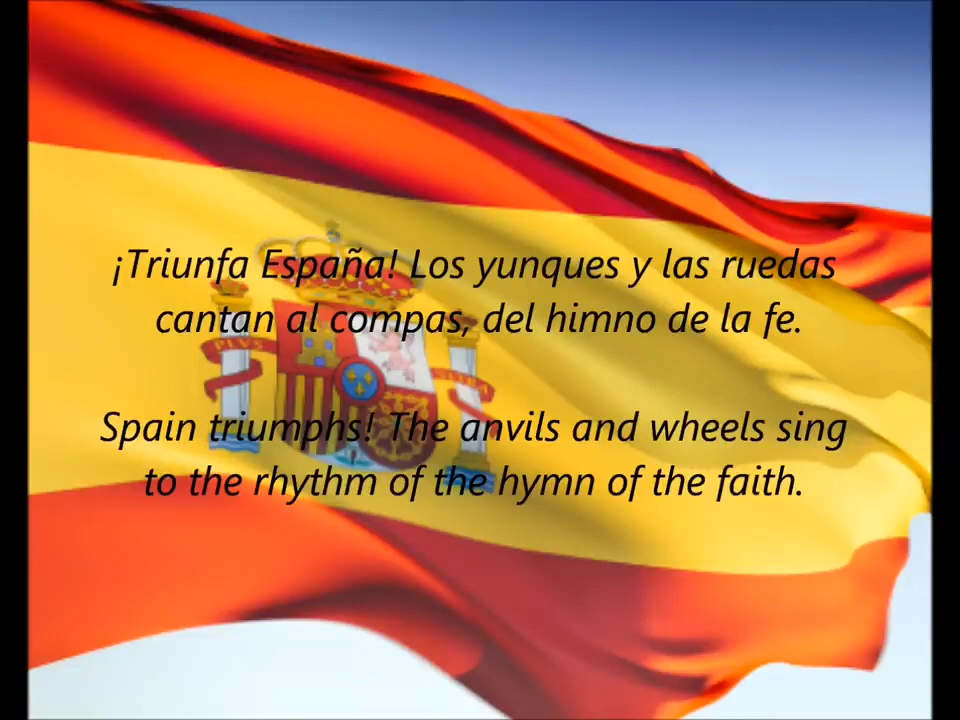 ¡Triunfa España! Los yunques y las ruedas
cantan al compas, del himno de la fe.
Spain triumphs! The anvils and wheels sing
to the rhythm of the hymn of the faith.
PLVS